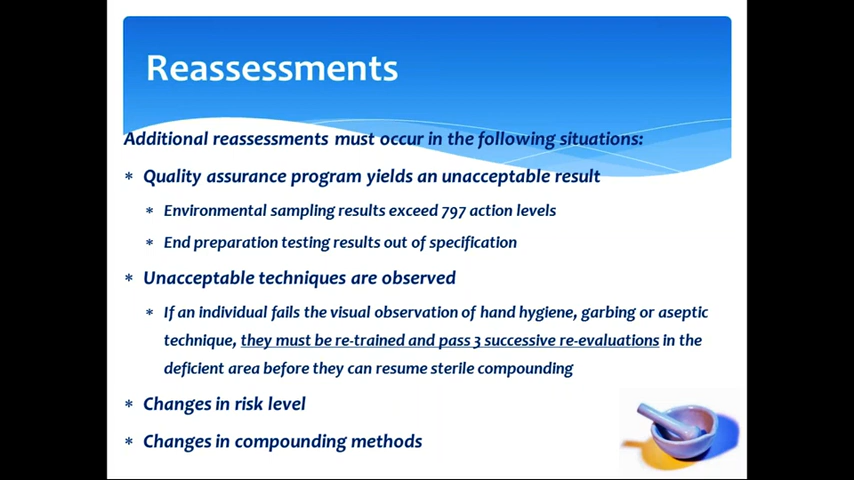 Reassessments
Additional reassessments must occur in the following situations:
* Quality assurance program yields an unacceptable result
* Environmental sampling results exceed 797 action levels
* End preparation testing results out of specification
* Unacceptable techniques are observed
* If an individual fails the visual observation of hand hygiene, garbing or aseptic
technique, they must be re-trained and pass 3 successive re-evaluations in the
deficient area before they can resume sterile compounding
* Changes in risk level
* Changes in compounding methods